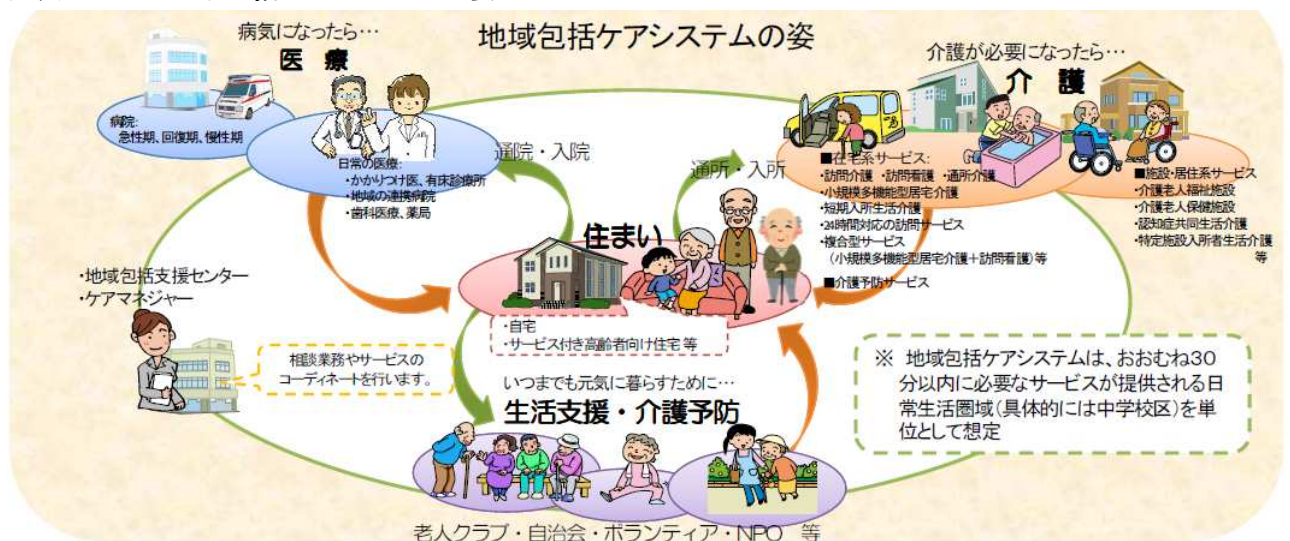 地域包括ケアシステムの姿
病気になったら…
医 療
病院:
急性期、回復期、慢性期
日常の医療:
・かかりつけ医、有床診療所
・地域の連携病院
・歯科医療、薬局
通院・入院
通所・入所
介護が必要になったら…
介 護
■在宅系サービス:
・訪問介護 ・訪問看護 ・通所介護
・小規模多機能型居宅介護
・短期入所生活介護
・24時間対応の訪問サービス
・複合型サービス
（小規模多機能型居宅介護＋訪問看護）等
■介護予防サービス
■施設・居住系サービス
・介護老人福祉施設
・介護老人保健施設
・認知症共同生活介護
・特定施設入所者生活介護
等
住まい
・自宅
・サービス付き高齢者向け住宅 等
・地域包括支援センター
・ケアマネジャー
相談業務やサービスの
コーディネートを行います。
いつまでも元気に暮らすために…
生活支援・介護予防
老人クラブ・自治会・ボランティア・NPO 等
※ 地域包括ケアシステムは、おおむね30
分以内に必要なサービスが提供される日
常生活圏域（具体的には中学校区）を単
位として想定